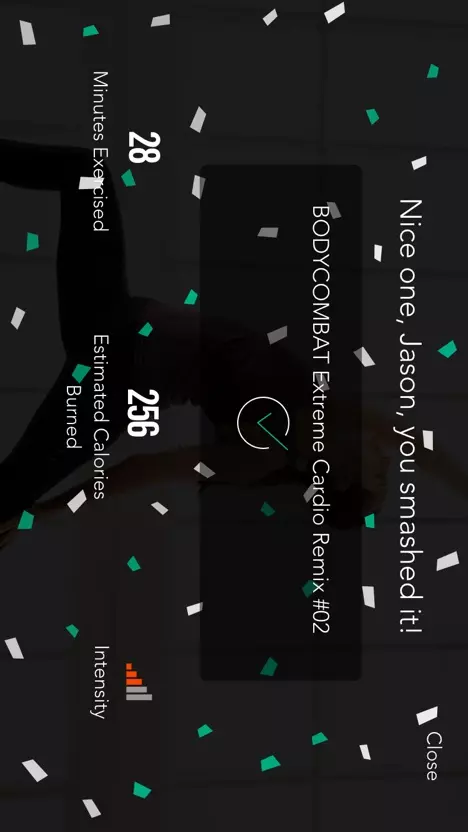 Close
Nice one, Jason, you smashed it!
BODYCOMBAT Extreme Cardio Remix #02
28
Minutes Exercised
256
Estimated Calories
Burned
Intensity